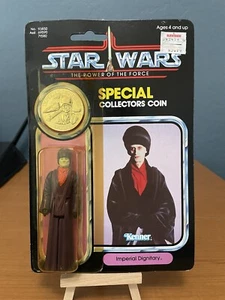 Ages 4 and up
STAR WARS
THE POWER OF THE FORCE
SPECIAL
COLLECTORS COIN
Kenner
Imperial Dignitary